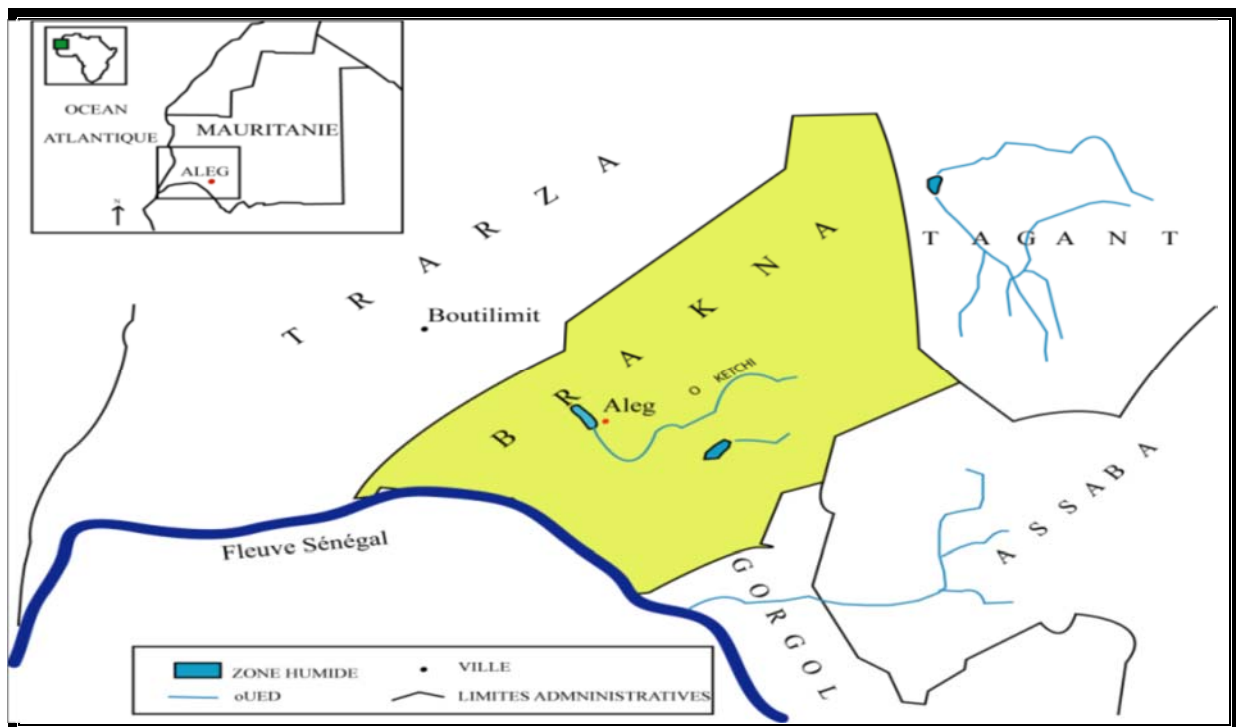 OCEAN
ATLANTIQUE
MAURITANIE
ALEG
N
TRARZA
Boutilimit
BRAKNA
Aleg
O KETCHI
TAGANT
ASSABA
GORGOL
Fleuve Sénégal
ZONE HUMIDE
VILLE
oUED
LIMITES ADMNINISTRATIVES